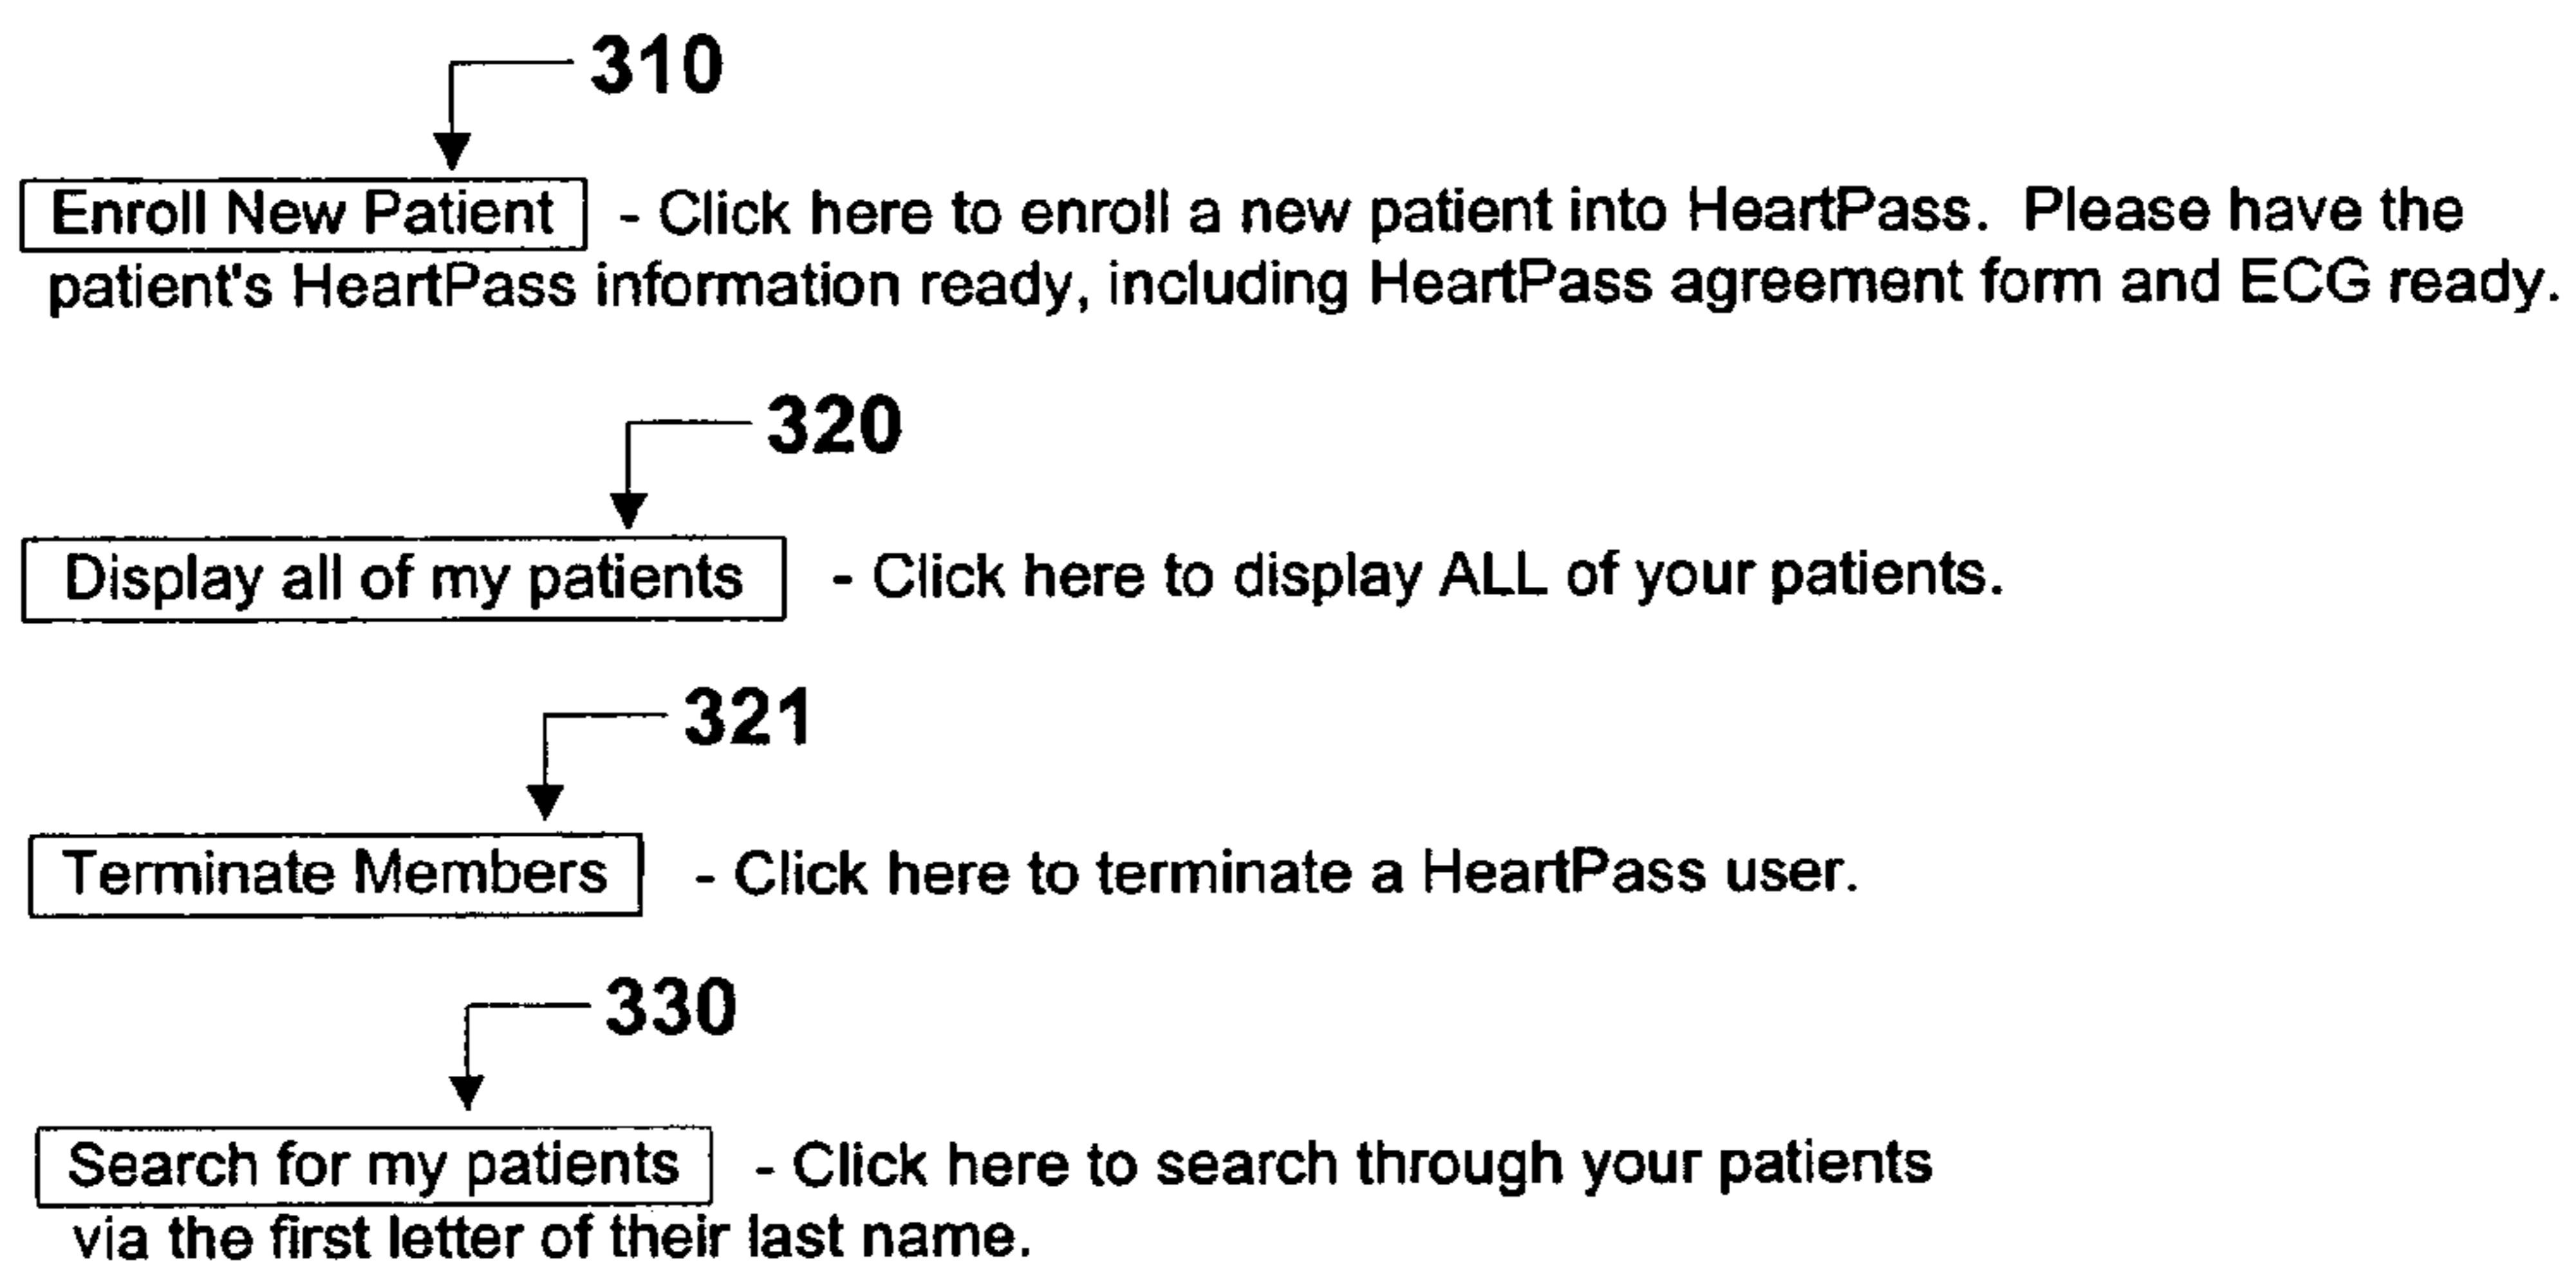 310
Enroll New Patient - Click here to enroll a new patient into HeartPass. Please have the
patient's HeartPass information ready, including HeartPass agreement form and ECG ready.
320
Display all of my patients - Click here to display ALL of your patients.
321
Terminate Members - Click here to terminate a HeartPass user.
330
Search for my patients - Click here to search through your patients
via the first letter of their last name.